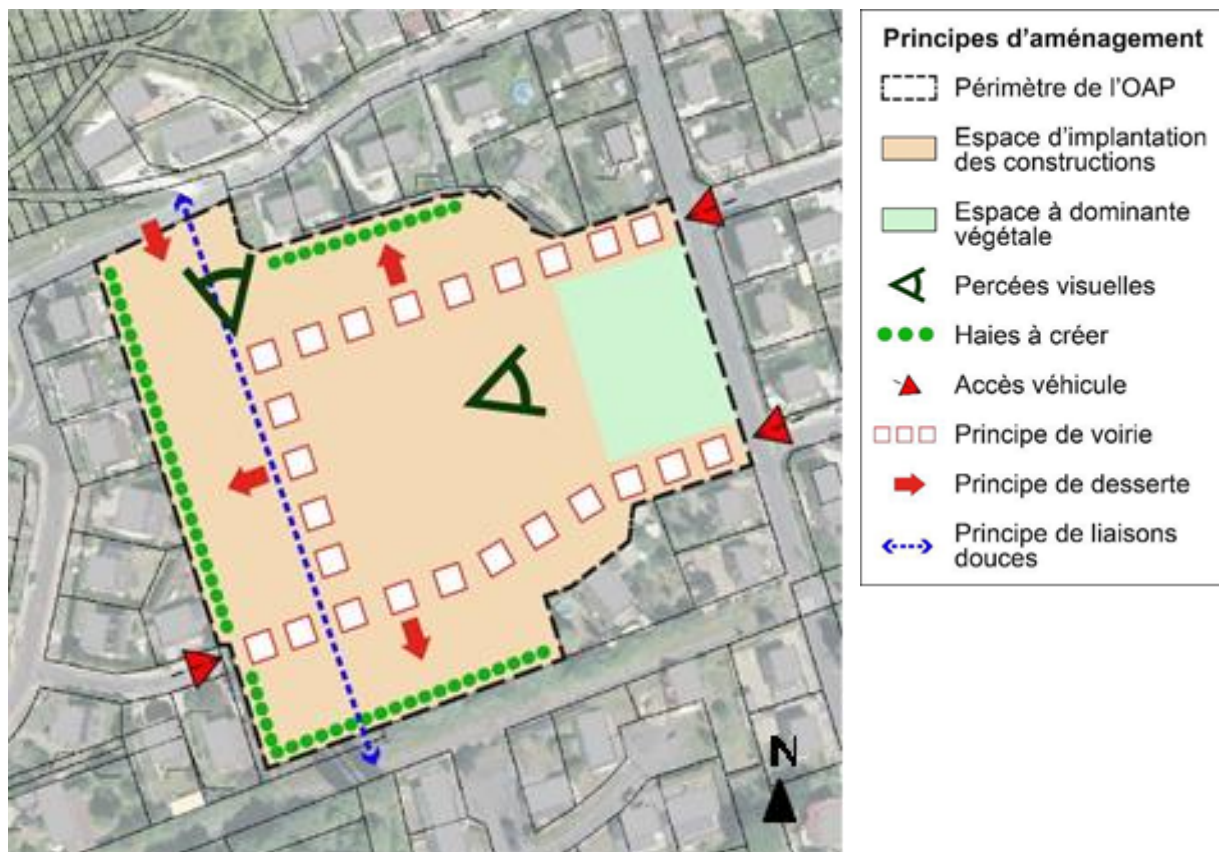 Principes d’aménagement
Périmètre de l’OAP
Espace d’implantation
des constructions
Espace à dominante
végétale
Percées visuelles
Haies à créer
Accès véhicule
Principe de voirie
Principe de desserte
Principe de liaisons
douces
N